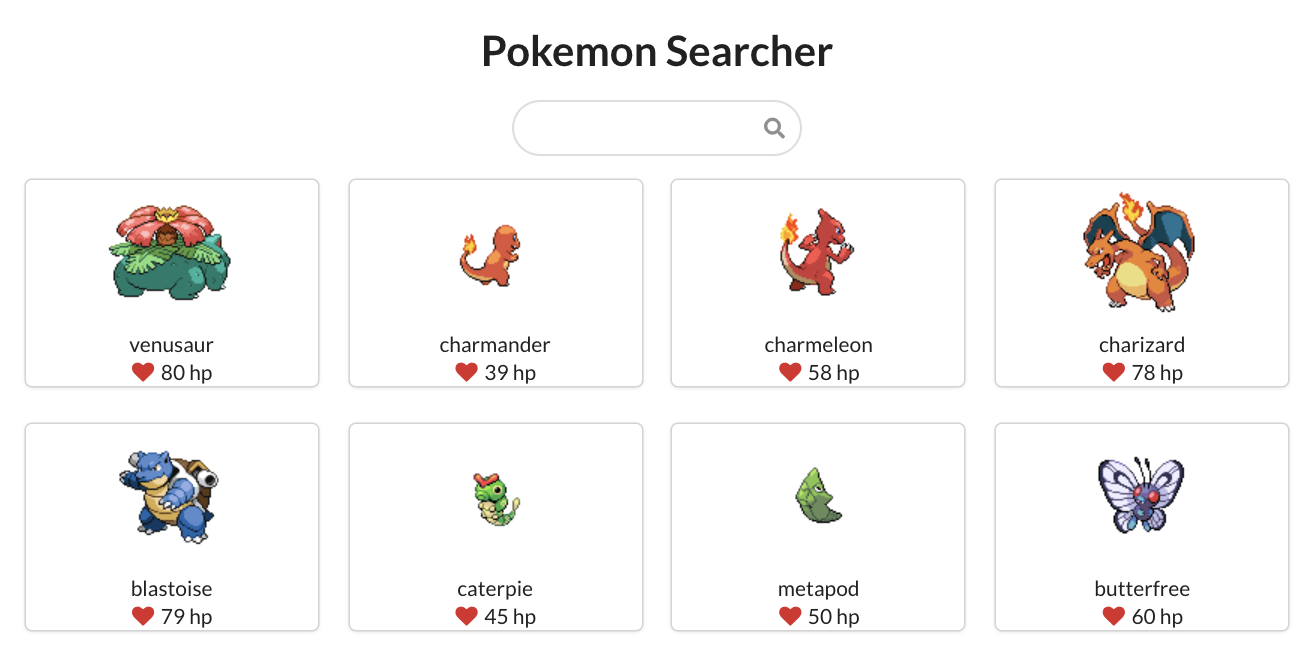 Pokemon Searcher
venusaur
80 hp
charmander
39 hp
charmeleon
58 hp
charizard
78 hp
blastoise
79 hp
caterpie
45 hp
metapod
50 hp
butterfree
60 hp